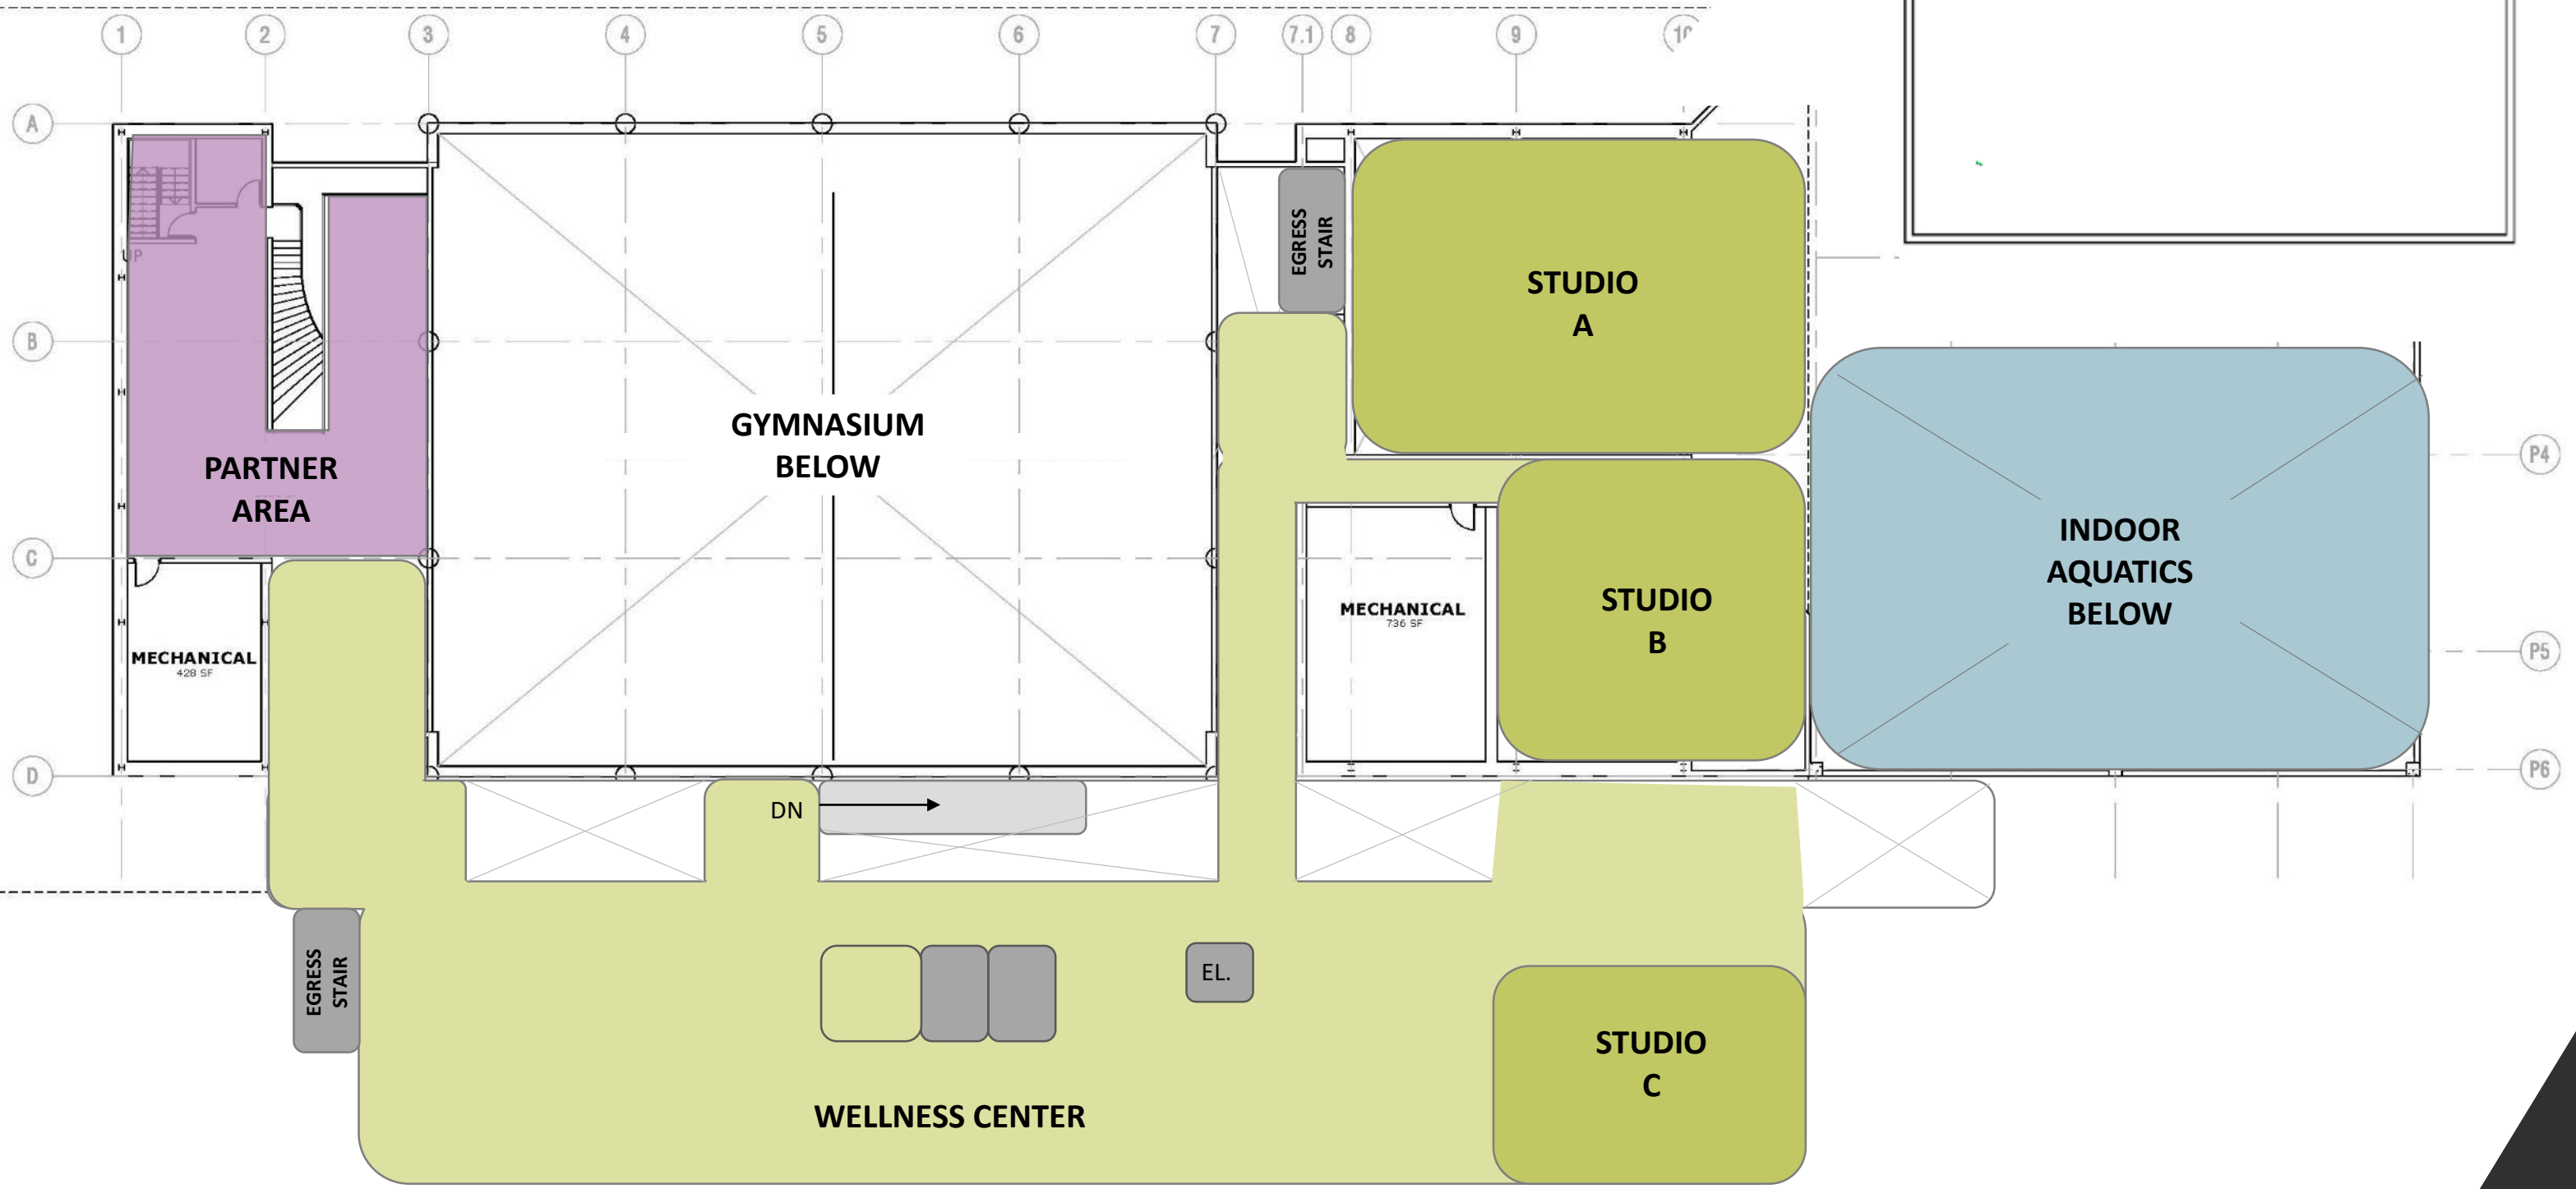 1
2
3
4
5
6
7
7.1
8
9
A
EGRESS
STAIR
UP
STUDIO
A
B
GYMNASIUM
BELOW
P4
PARTNER
AREA
INDOOR
AQUATICS
BELOW
C
STUDIO
B
MECHANICAL
736 SF
MECHANICAL
428 SF
P5
D
P6
DN
EGRESS
STAIR
EL.
STUDIO
C
WELLNESS CENTER